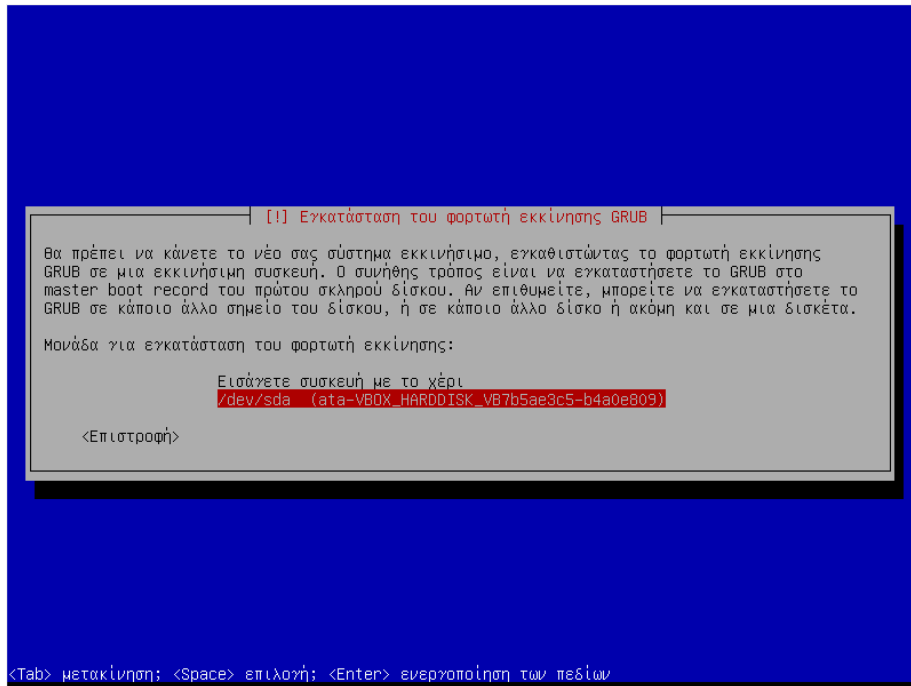 [!] Εγκατάσταση του φορτωτή εκκίνησης GRUB
Θα πρέπει να κάνετε το νέο σας σύστημα εκκινήσιμο, εγκαθιστώντας το φορτωτή εκκίνησης
GRUB σε μια εκκινήσιμη συσκευή. Ο συνήθης τρόπος είναι να εγκαταστήσετε το GRUB στο
master boot record του πρώτου σκληρού δίσκου. Αν επιθυμείτε, μπορείτε να εγκαταστήσετε το
GRUB σε κάποιο άλλο σημείο του δίσκου, ή σε κάποιο άλλο δίσκο ή ακόμη και σε μια δισκέτα.
Μονάδα για εγκατάσταση του φορτωτή εκκίνησης:
Εισάγετε συσκευή με το χέρι
/dev/sda (ata-VBOX_HARDDISK_VB7b5ae3c5-b4a0e809)
<Επιστροφή>
<Tab> μετακίνηση; <Space> επιλογή; <Enter> ενεργοποίηση των πεδίων